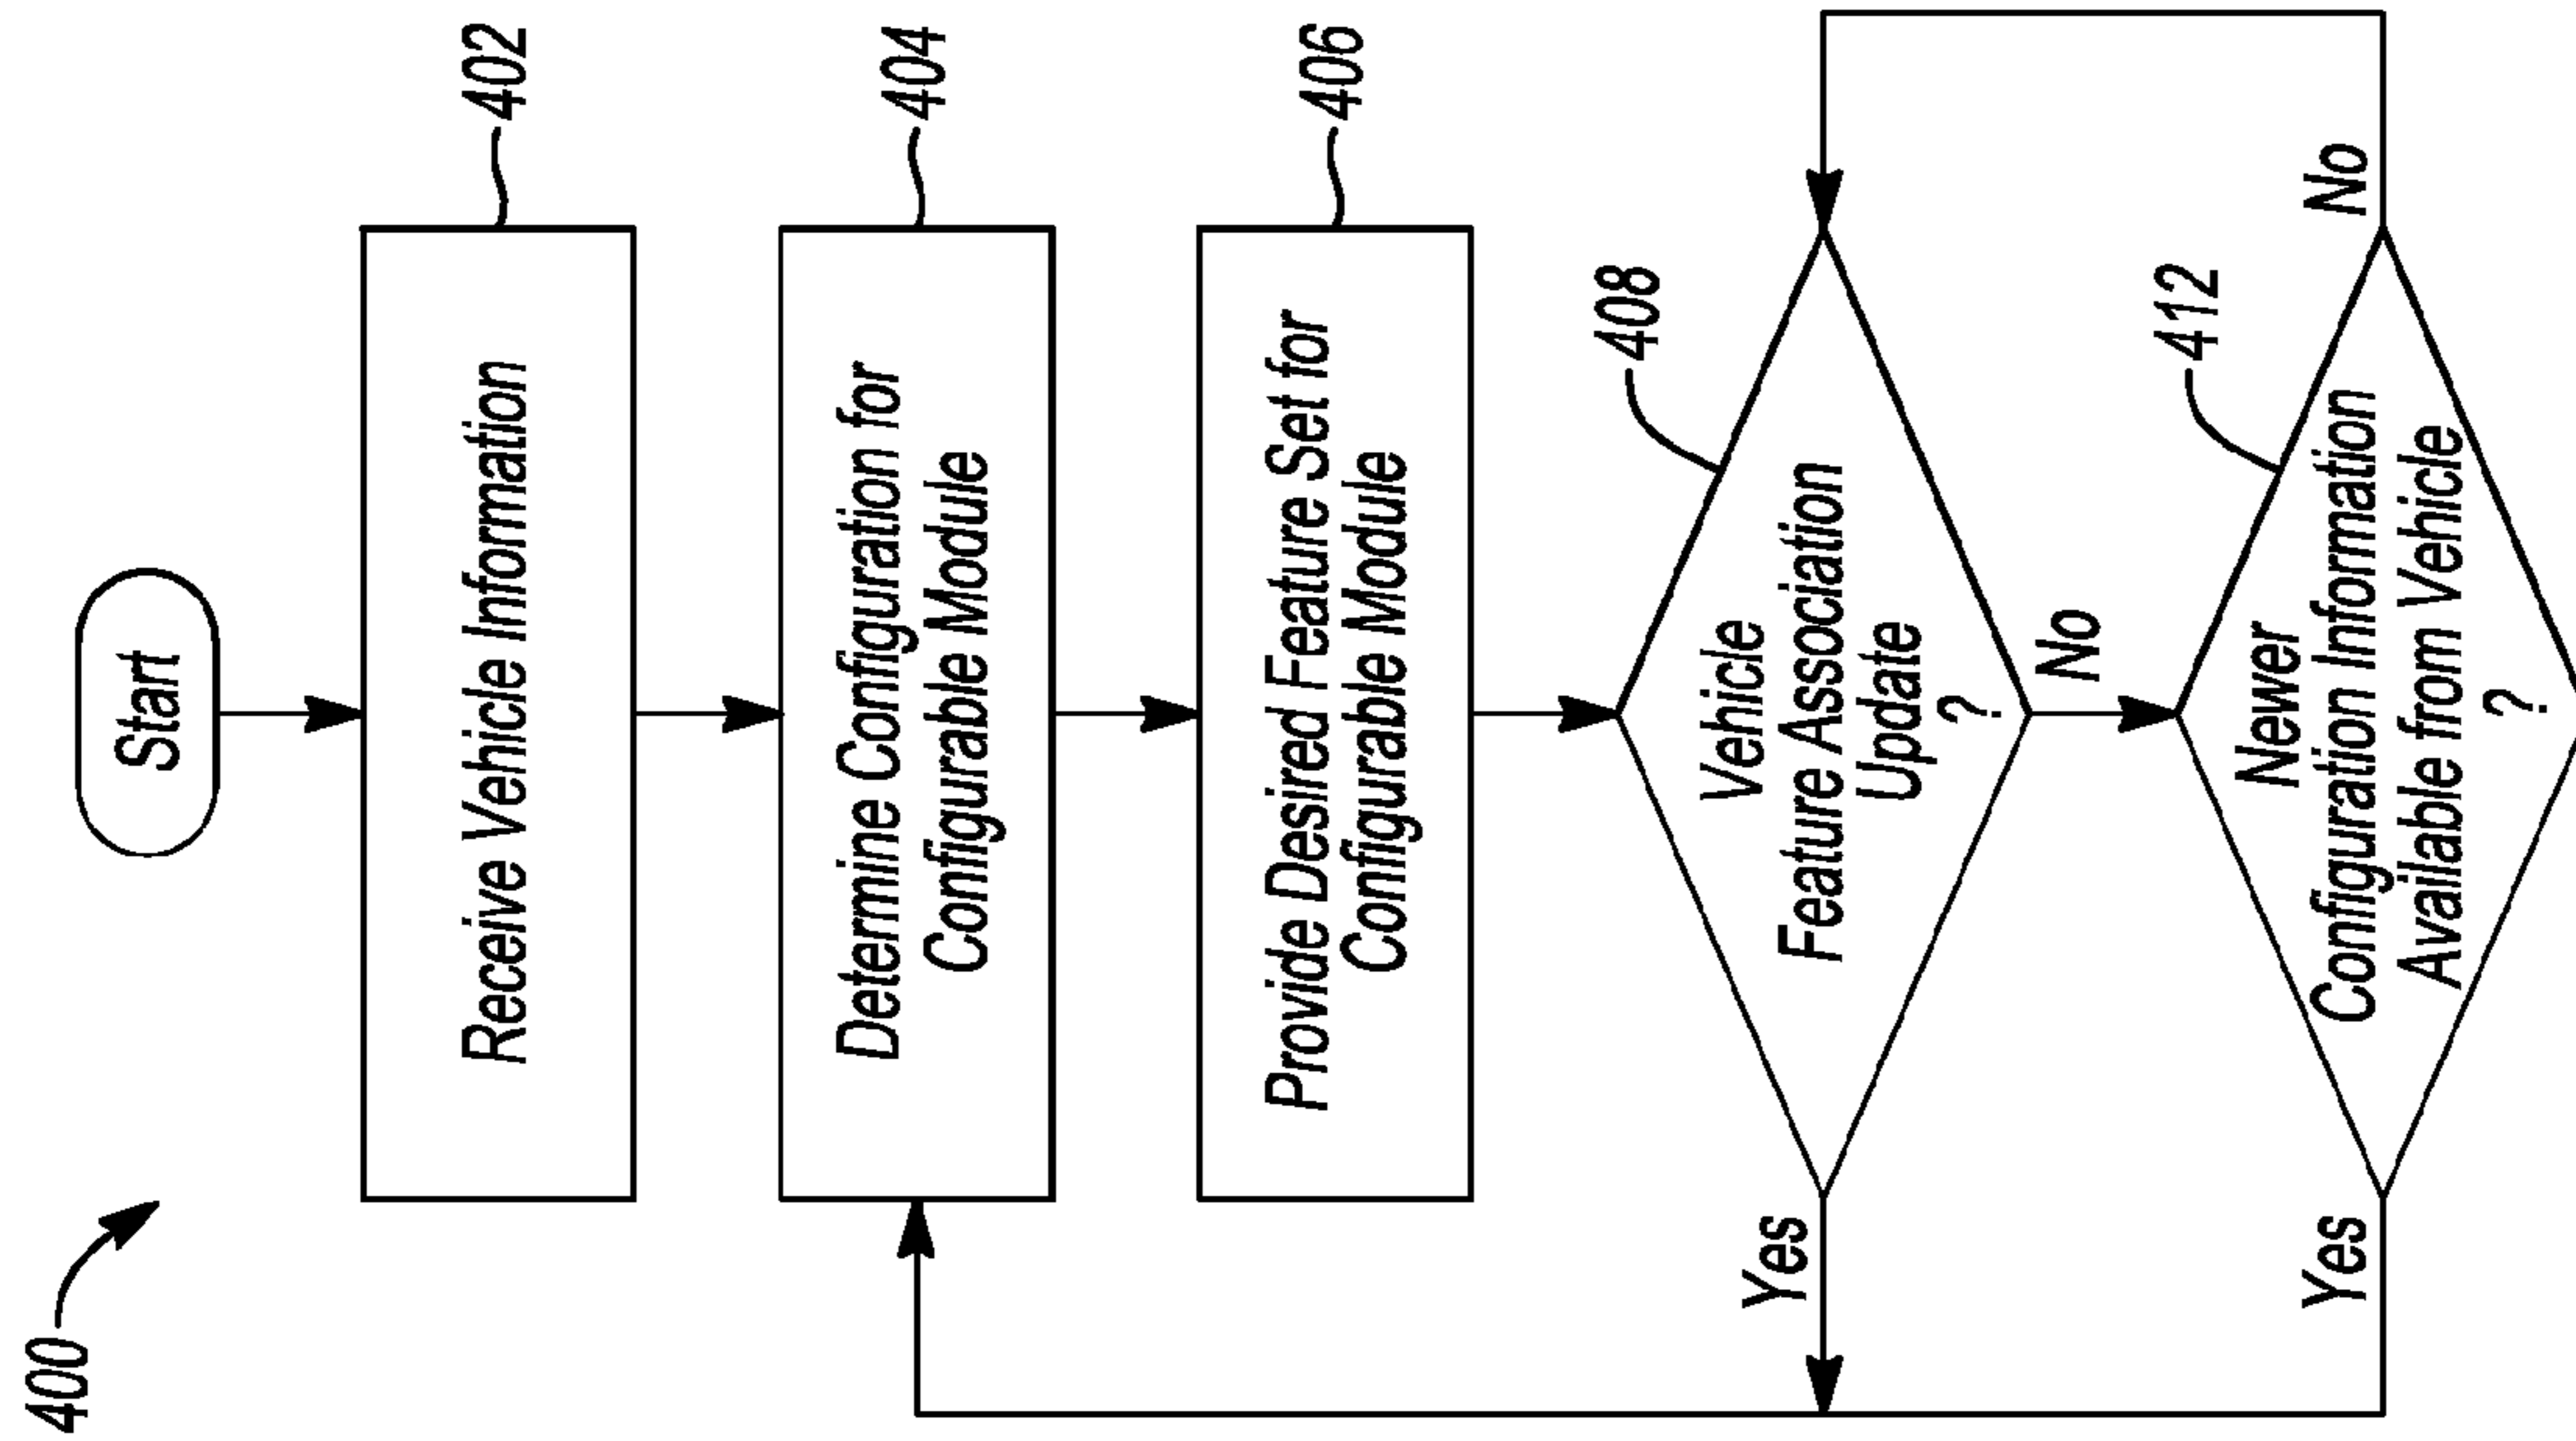 400
Start
Receive Vehicle Information
402
Determine Configuration for
Configurable Module
404
Provide Desired Feature Set for
Configurable Module
406
Vehicle
Feature Association
Update
?
408
Yes
No
Newer
Configuration Information
Available from Vehicle
?
412
Yes
No